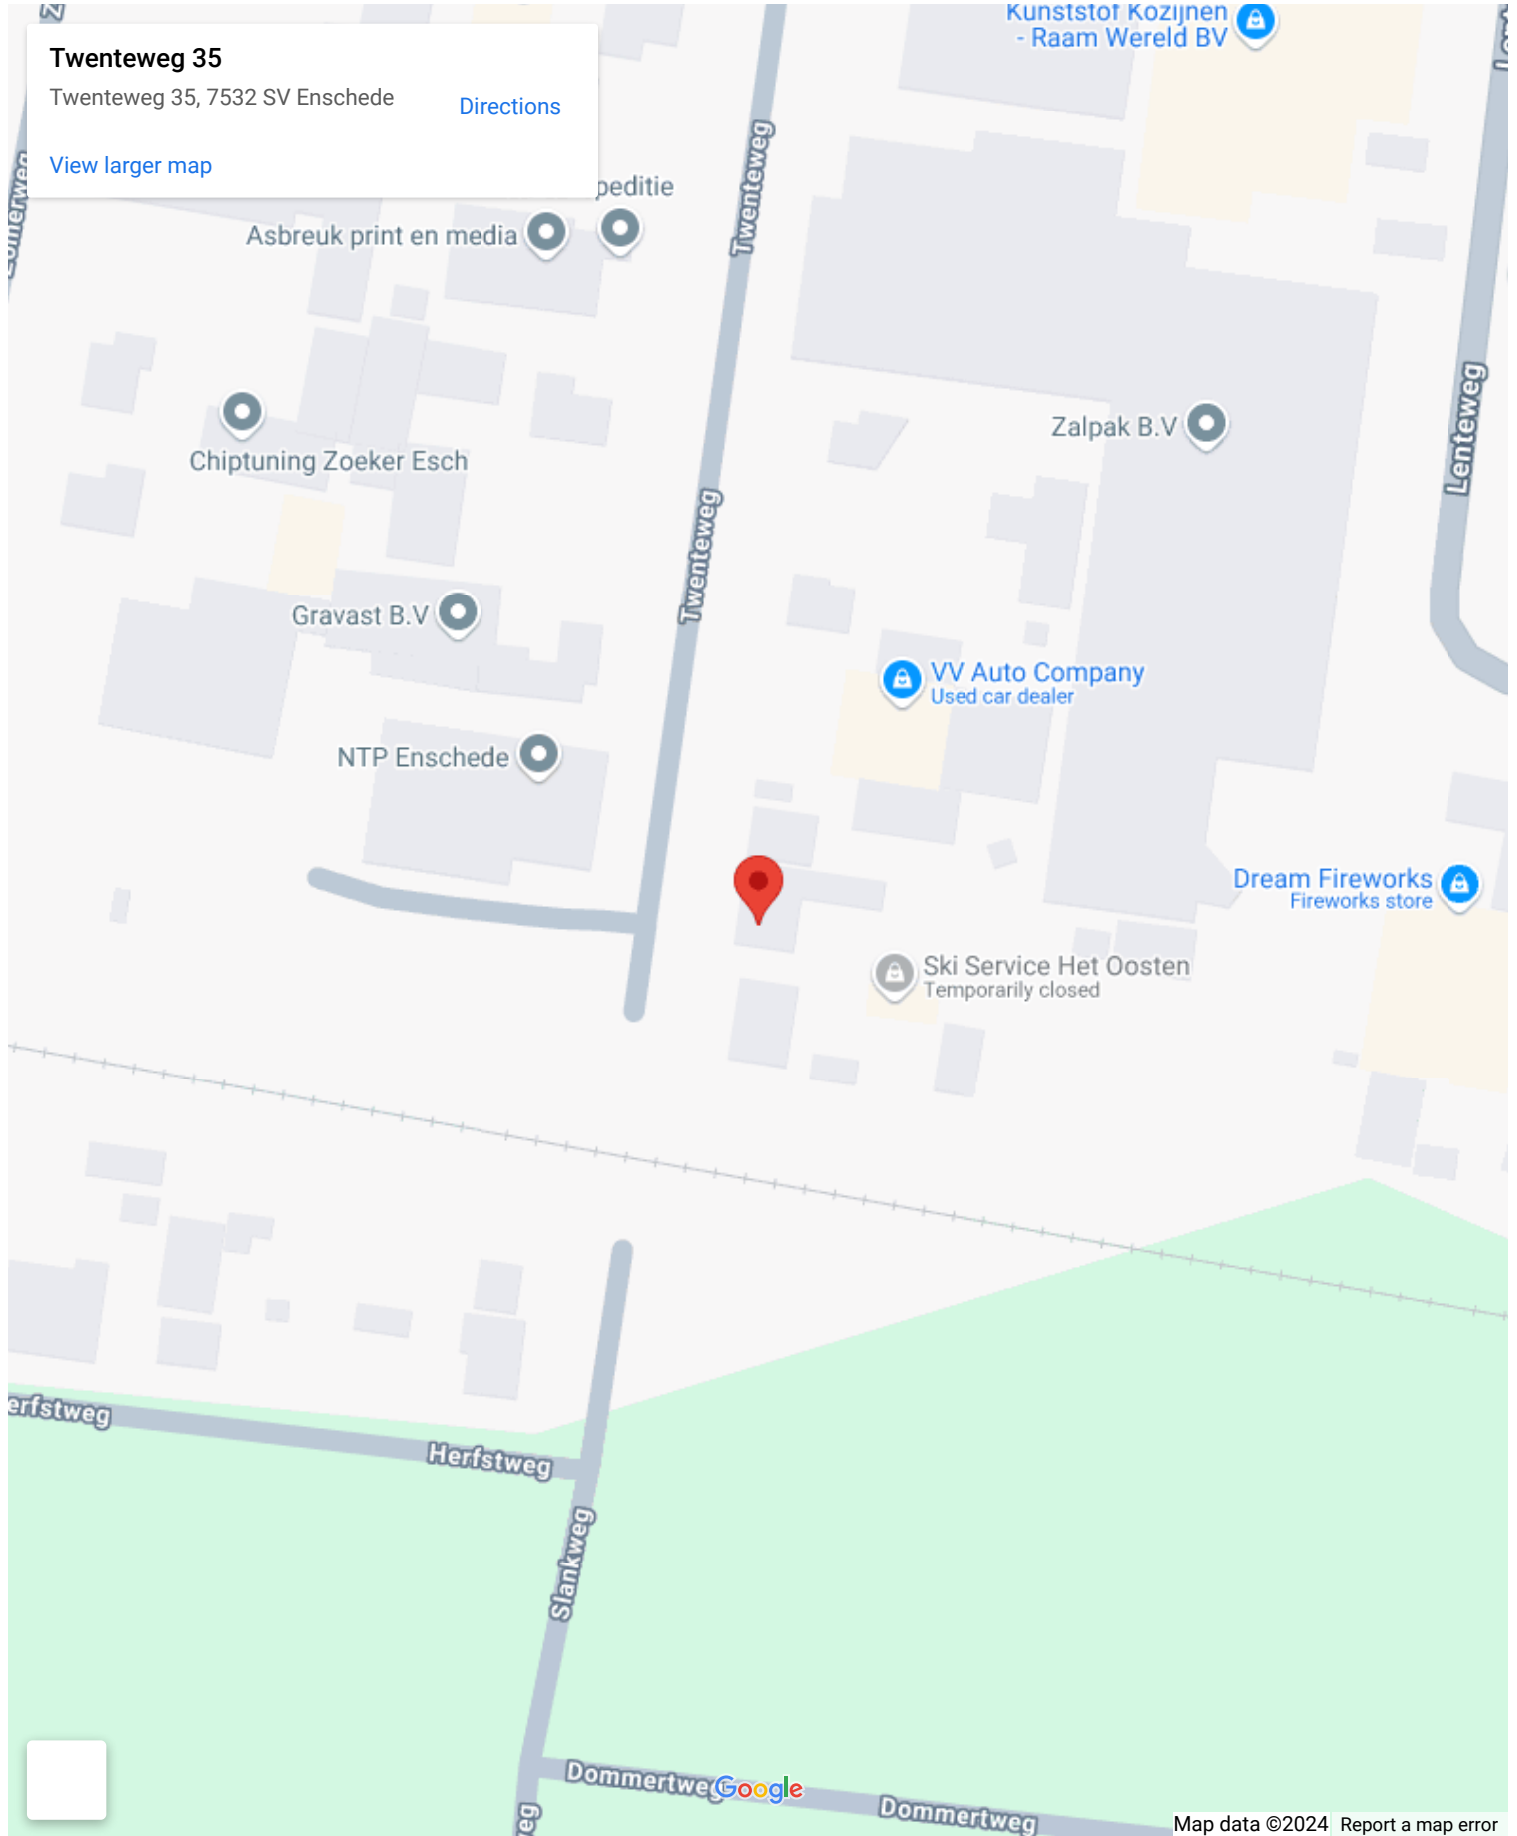 Kunststof Kozijnen
- Raam Wereld BV
Twenteweg 35
Twenteweg 35, 7532 SV Enschede
Directions
View larger map
peditie
Asbreuk print en media
Twenteweg
Zalpak B.V
Lenteweg
Chiptuning Zoeker Esch
Twenteweg
Gravast B.V
VV Auto Company
Used car dealer
NTP Enschede
Dream Fireworks
Fireworks store
Ski Service Het Oosten
Temporarily closed
erfstweg
Herfstweg
Slankweg
Dommertweg
Google
Dommertweg
eg
Map data ©2024
Report a map error